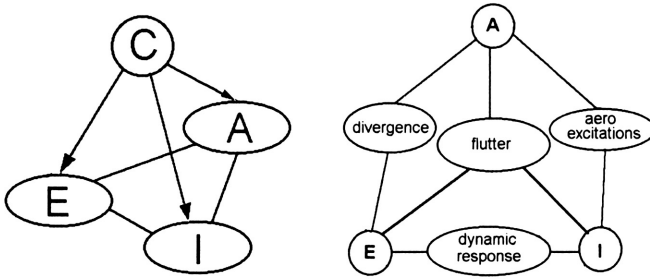 C
A
E
I
A
divergence
flutter
aero
excitations
E
dynamic
response
I